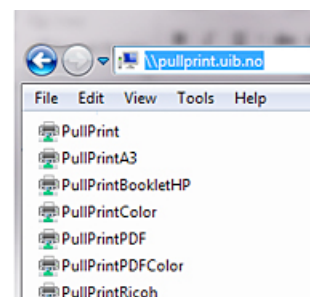 \\pullprint.uib.no
File Edit View Tools Help
PullPrint
PullPrintA3
PullPrintBookletHP
PullPrintColor
PullPrintPDF
PullPrintPDFColor
PullPrintRicoh